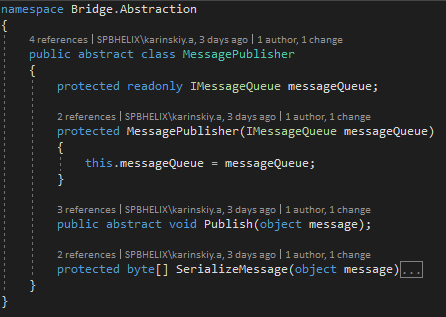 namespace Bridge.Abstraction
{
4 references | SPBHELIX\karinskiy.a, 3 days ago | 1 author, 1 change
public abstract class MessagePublisher
{
protected readonly IMessageQueue messageQueue;
2 references | SPBHELIX\karinskiy.a, 3 days ago | 1 author, 1 change
protected MessagePublisher(IMessageQueue messageQueue)
{
this.messageQueue = messageQueue;
}
3 references | SPBHELIX\karinskiy.a, 3 days ago | 1 author, 1 change
public abstract void Publish(object message);
2 references | SPBHELIX\karinskiy.a, 3 days ago | 1 author, 1 change
protected byte[] SerializeMessage(object message)...
}
}